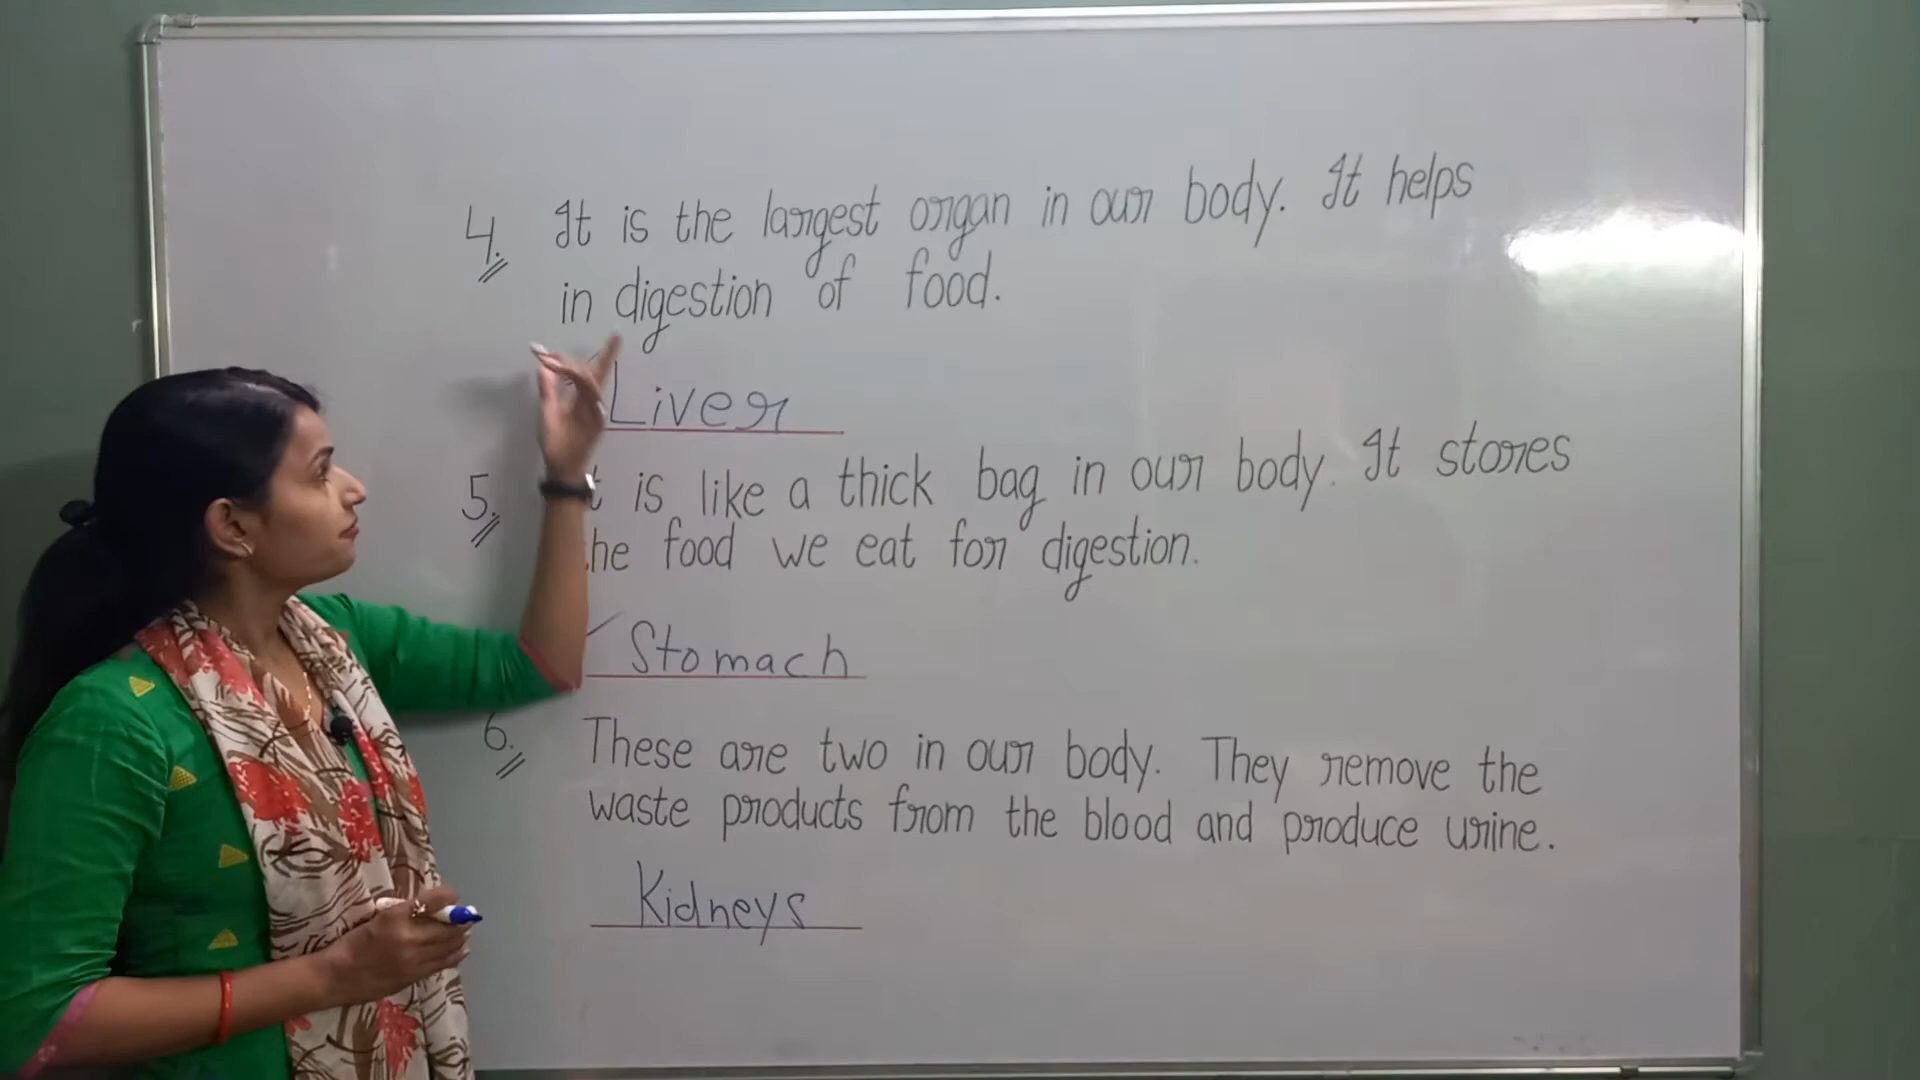 4. It is the largest organ in our body. It helps
in digestion of food.
Liver
5. is like a thick bag in our body. It stores
food we eat for digestion.
Stomach
6. These are two in our body. They remove the
waste products from the blood and produce urine.
Kidneys